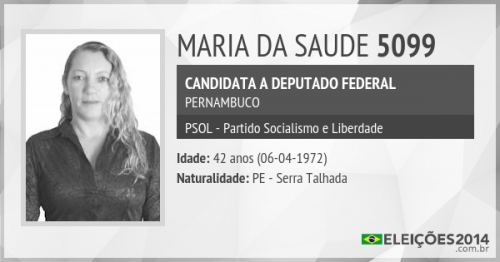 MARIA DA SAUDE 5099
CANDIDATA A DEPUTADO FEDERAL
PERNAMBUCO
PSOL - Partido Socialismo e Liberdade
Idade: 42 anos (06-04-1972)
Naturalidade: PE - Serra Talhada
ELEIÇÕES2014
.com.br